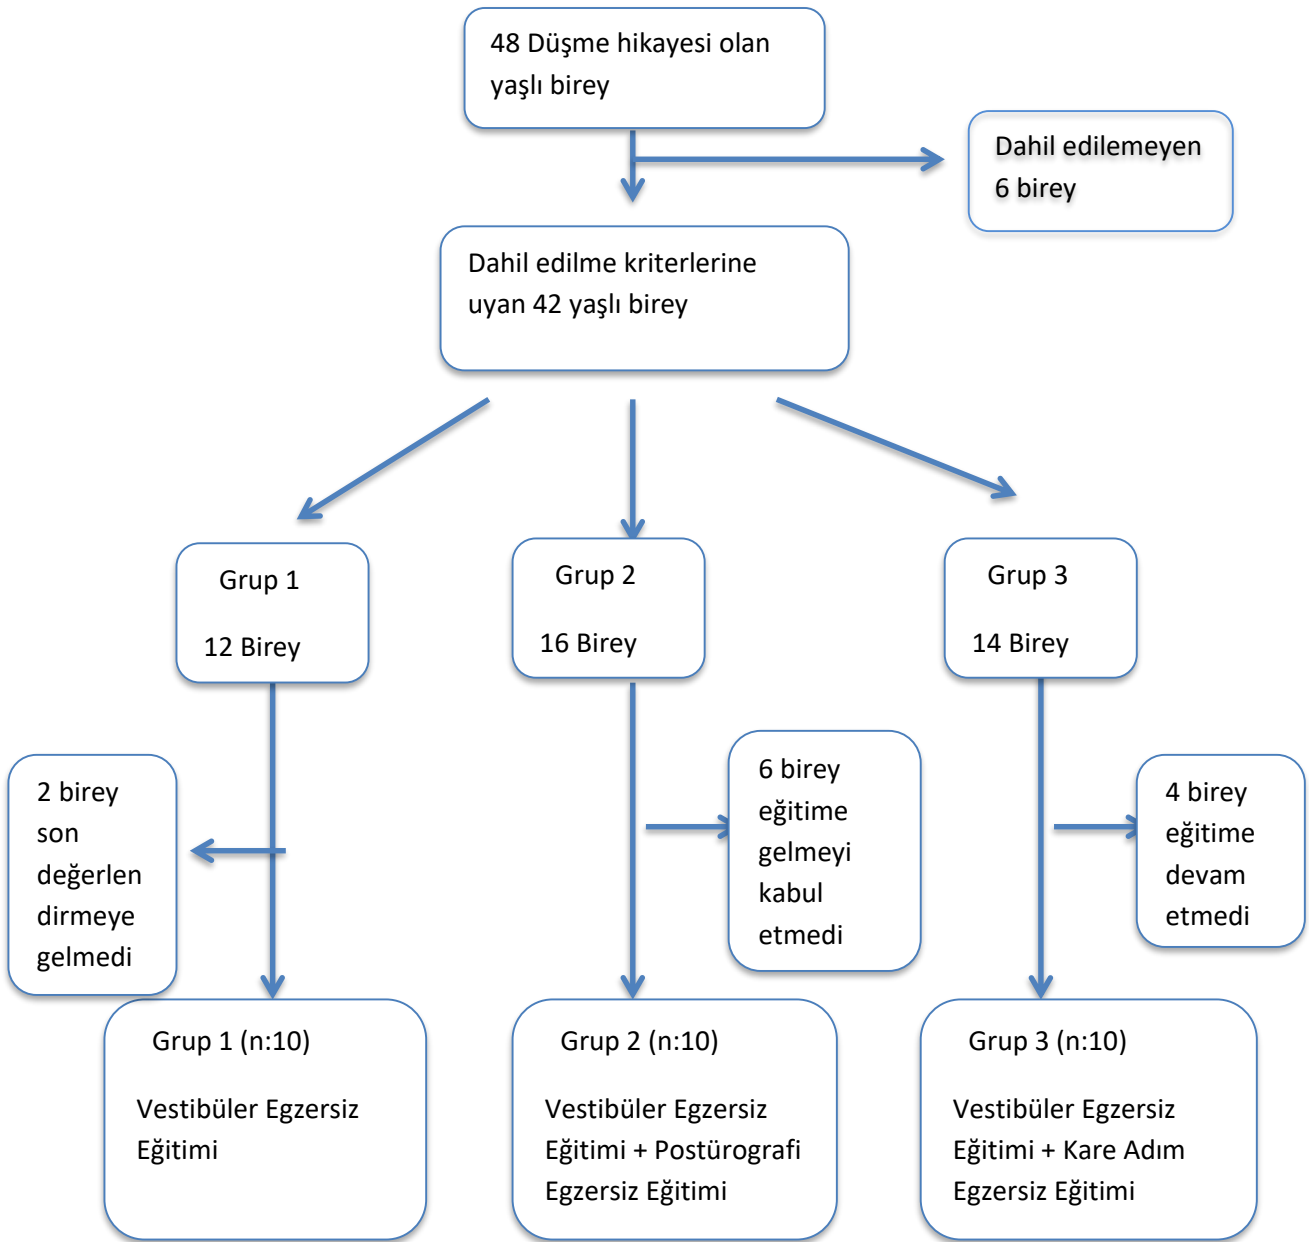 48 Düşme hikayesi olan
yaşlı birey
Dahil edilemeyen
6 birey
Dahil edilme kriterlerine
uyan 42 yaşlı birey
Grup 1
12 Birey
Grup 2
16 Birey
Grup 3
14 Birey
2 birey
son
değerlen
dirmeye
gelmedi
6 birey
eğitime
gelmeyi
kabul
etmedi
4 birey
eğitime
devam
etmedi
Grup 1 (n:10)
Vestibüler Egzersiz
Eğitimi
Grup 2 (n:10)
Vestibüler Egzersiz
Eğitimi + Postürografi
Egzersiz Eğitimi
Grup 3 (n:10)
Vestibüler Egzersiz
Eğitimi + Kare Adım
Egzersiz Eğitimi